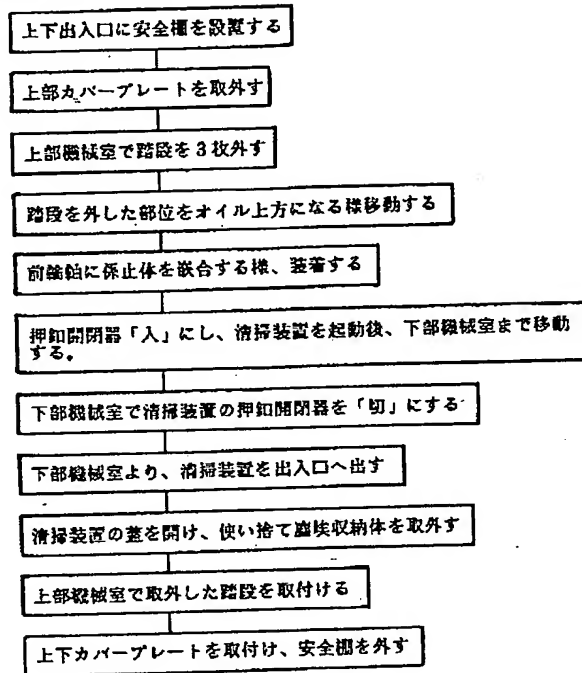 上下出入口に安全柵を設置する
上部カバープレートを取外す
上部機械室で踏段を3枚外す
踏段を外した部位をオイル上方になる様移動する
前輪軸に係止体を嵌合する様、装着する
押釦開閉器「入」にし、清掃装置を起動後、下部機械室まで移動
する。
下部機械室で清掃装置の押釦開閉器を「切」にする
下部機械室より、清掃装置を出入口へ出す
清掃装置の蓋を開け、使い捨て塵埃収納体を取外す
上部機械室で取外した踏段を取付ける
上下カバープレートを取付け、安全柵を外す